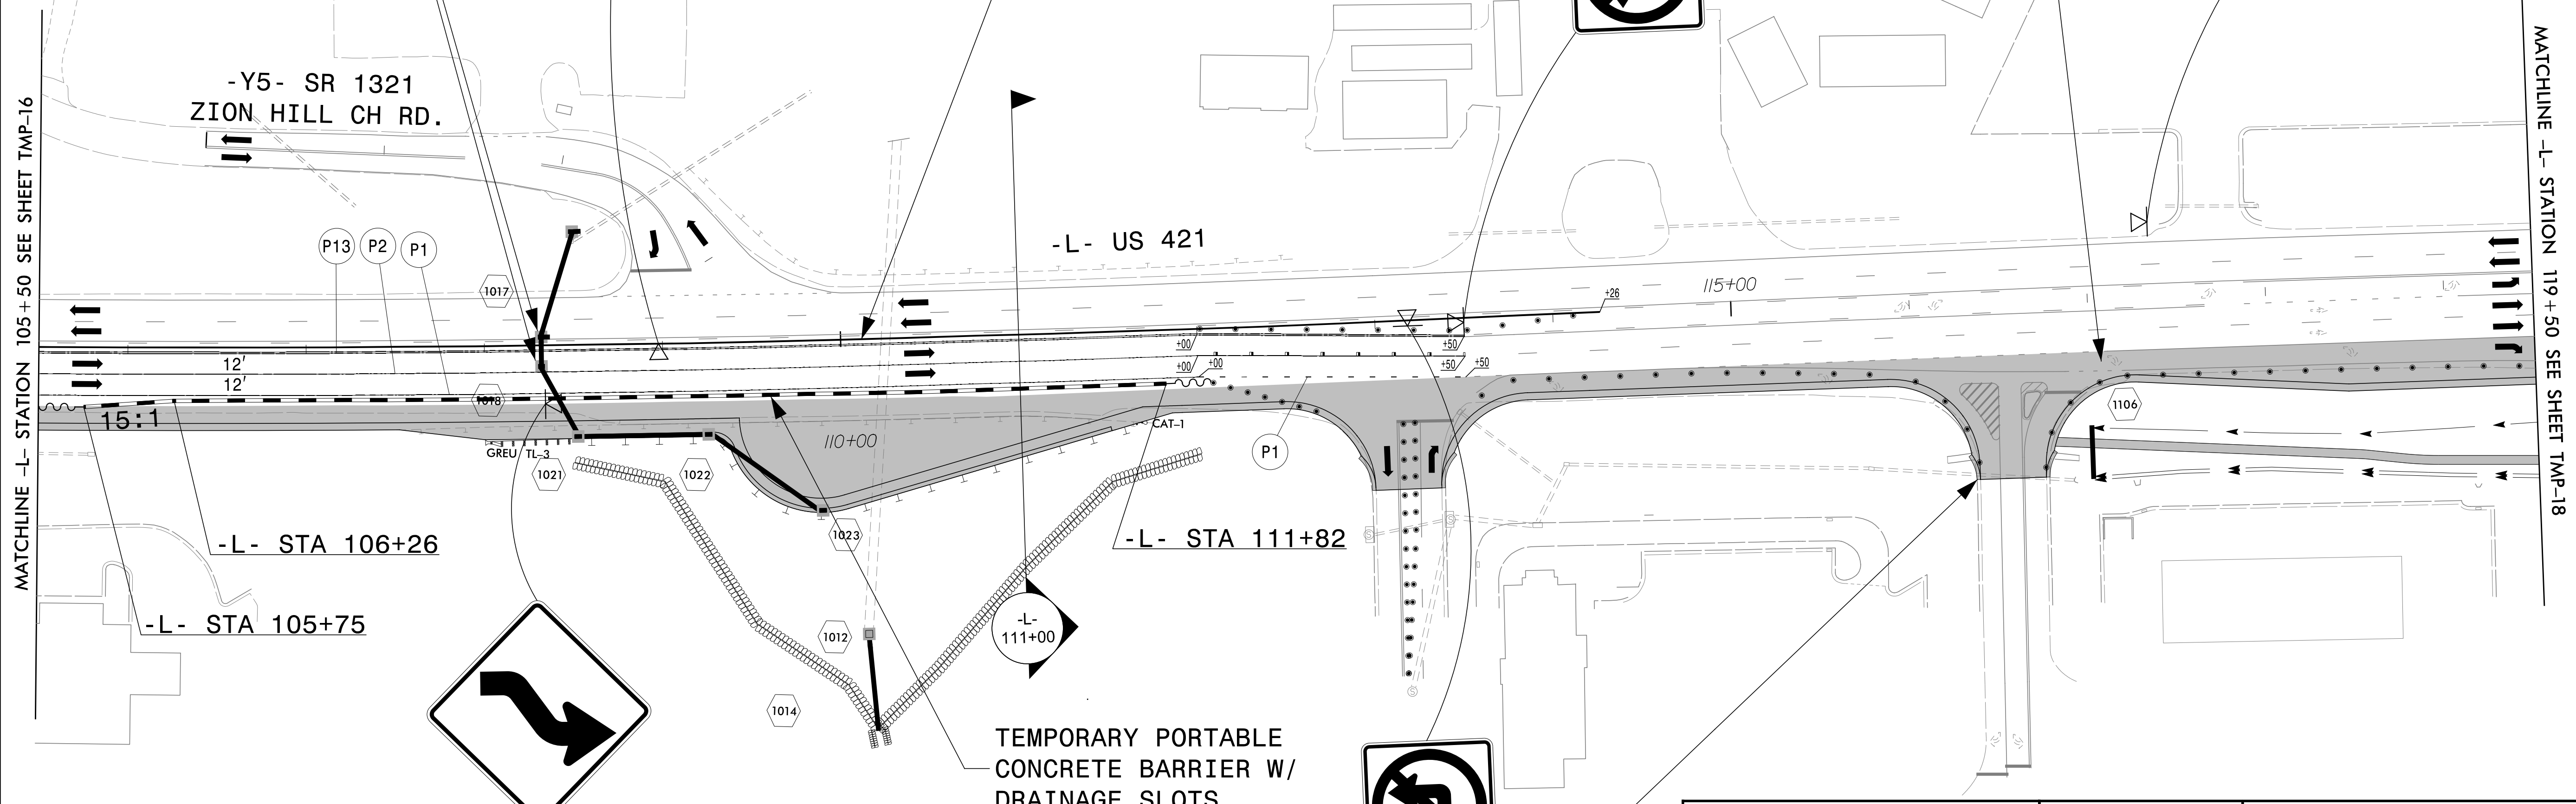 MATCHLINE -L- STATION 105+50 SEE SHEET TMP-16
-Y5- SR 1321
ZION HILL CH RD.
P13
P2
P1
1017
-L- US 421
115+00
+26
MATCHLINE -L- STATION 119+50 SEE SHEET TMP-18
12'
12'
+00
+50
+00
+00
+50
+50
1018
15:1
110+00
CAT-1
GREU TL-3
1021
1022
1023
P1
1106
-L- STA 106+26
-L- STA 111+82
-L- STA 105+75
1012
-L-
111+00
1014
TEMPORARY PORTABLE
CONCRETE BARRIER W/
DRAINAGE SLOTS